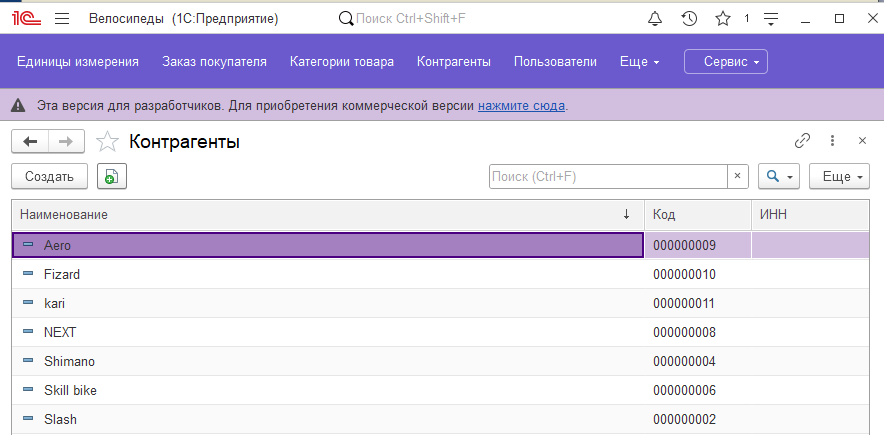 1С Велосипеды (1С:Предприятие) Поиск Ctrl+Shift+F 1
Единицы измерения Заказ покупателя Категории товара Контрагенты Пользователи Еще Сервис
Эта версия для разработчиков. Для приобретения коммерческой версии нажмите сюда.
Контрагенты
Создать Поиск (Ctrl+F) × Еще
Наименование ↓ Код ИНН
Aero 000000009
Fizard 000000010
kari 000000011
NEXT 000000008
Shimano 000000004
Skill bike 000000006
Slash 000000002